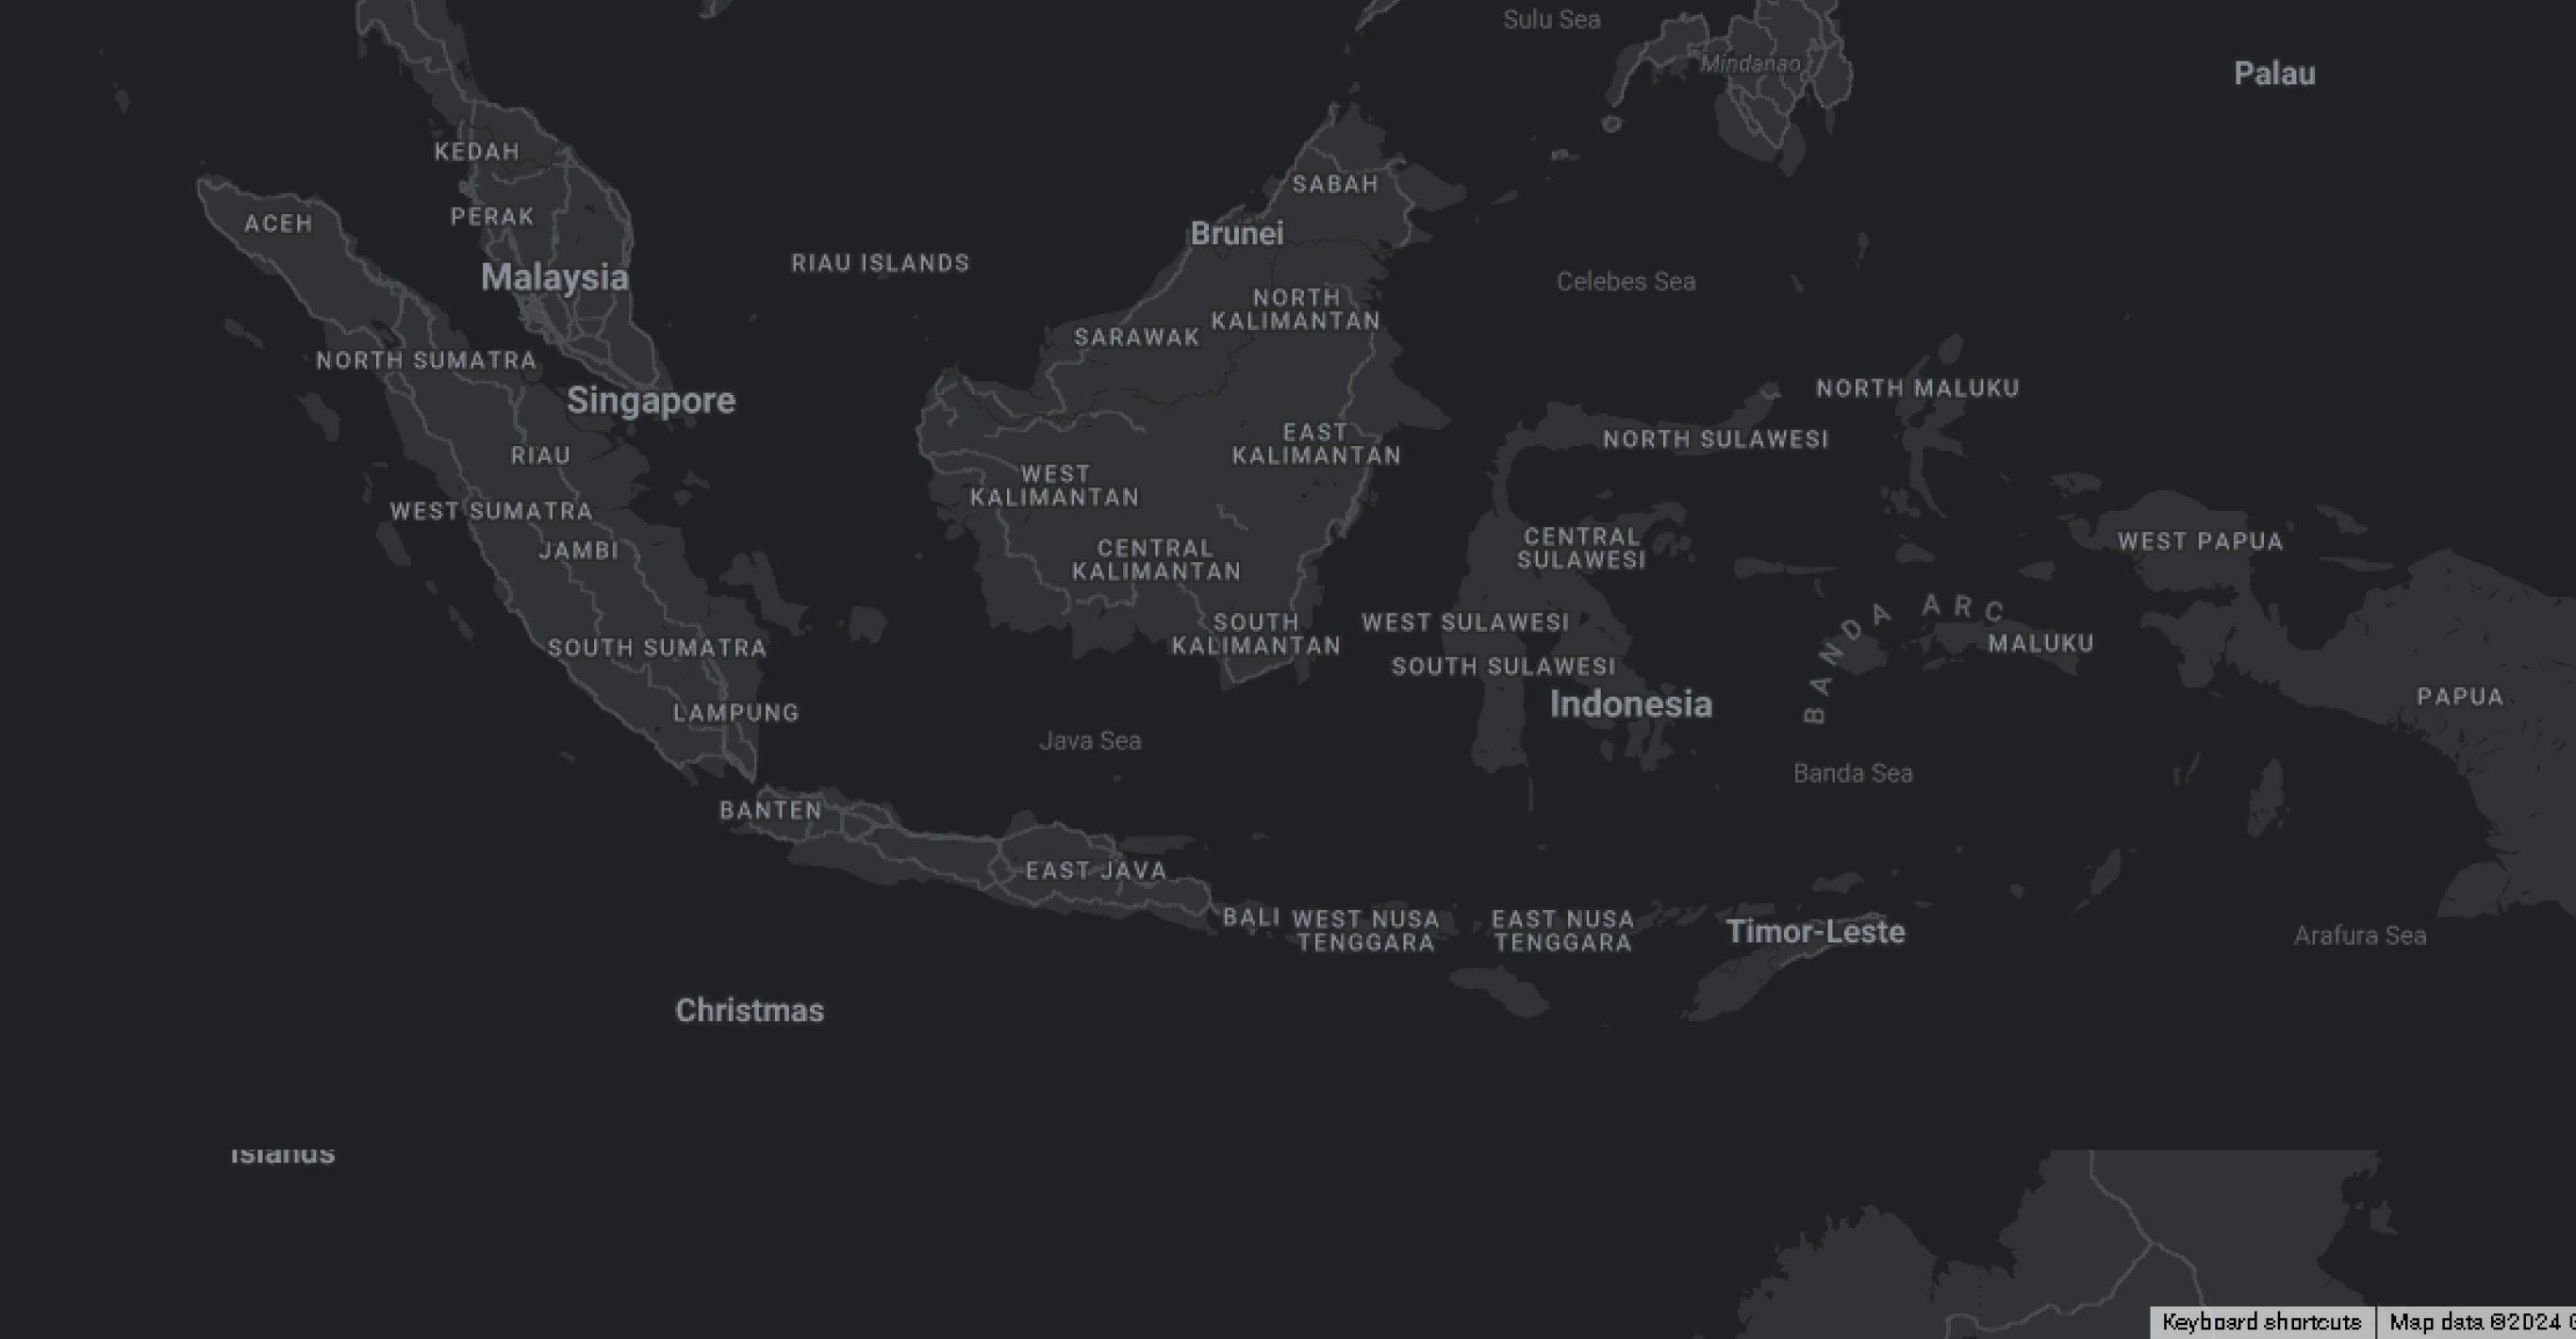 Sulu Sea
Mindanao
Palau
KEDAH
SABAH
PERAK
ACEH
Brunei
RIAU ISLANDS
Malaysia
Celebes Sea
NORTH
KALIMANTAN
SARAWAK
NORTH SUMATRA
NORTH MALUKU
Singapore
EAST
KALIMANTAN
NORTH SULAWESI
RIAU
WEST
KALIMANTAN
WEST SUMATRA
CENTRAL
SULAWESI
WEST PAPUA
JAMBI
CENTRAL
KALIMANTAN
BANDA ARC
SOUTH
KALIMANTAN
WEST SULAWESI
MALUKU
SOUTH SUMATRA
SOUTH SULAWESI
PAPUA
Indonesia
LAMPUNG
Java Sea
Banda Sea
BANTEN
EAST JAVA
BALI
WEST NUSA
TENGGARA
EAST NUSA
TENGGARA
Timor-Leste
Arafura Sea
Christmas
Islands
Keyboard shortcuts
Map data ©2024